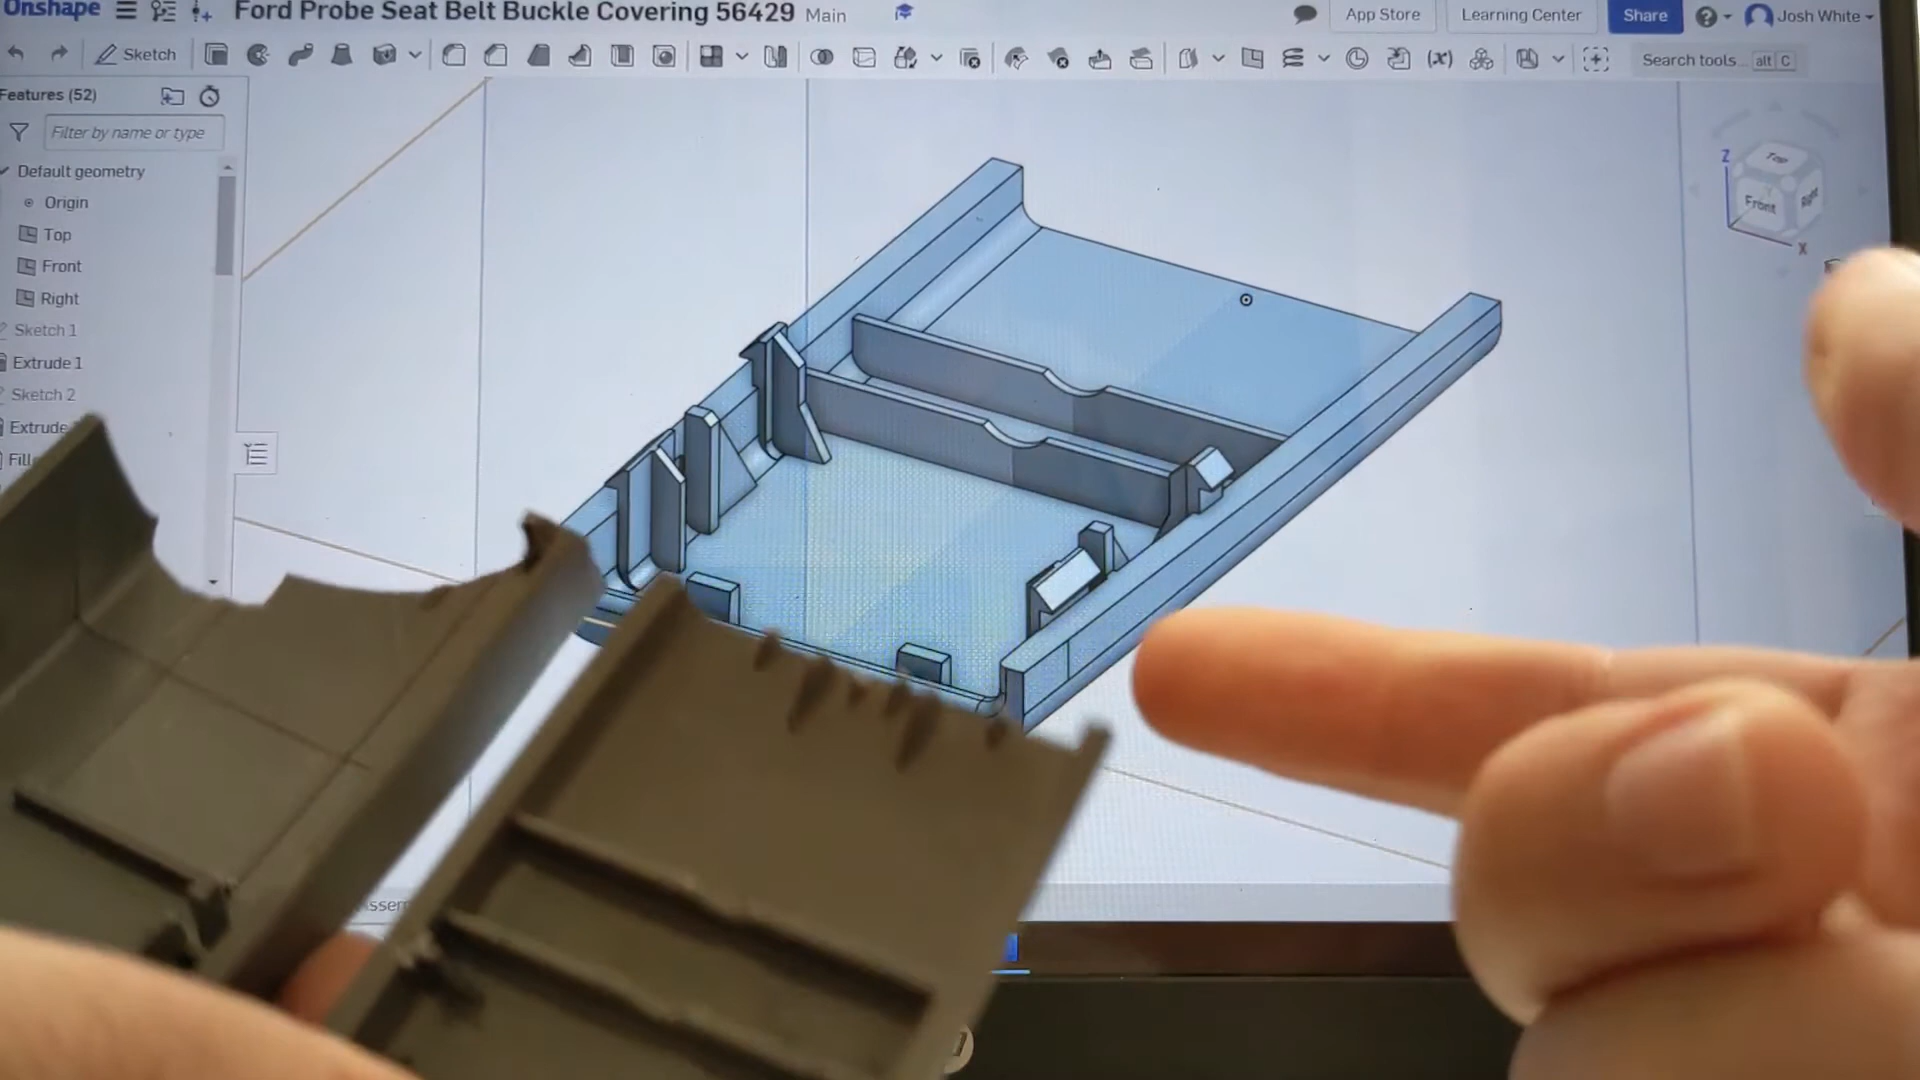 Onshape Ford Probe Seat Belt Buckle Covering 56429 Main App Store Learning Center Share Josh White
Sketch Search tools... alt C
Features (52)
Filter by name or type
Default geometry
Origin
Top
Front
Right
Sketch 1
Extrude 1
Sketch 2
Extrude
Top
Front
Right
Z
X